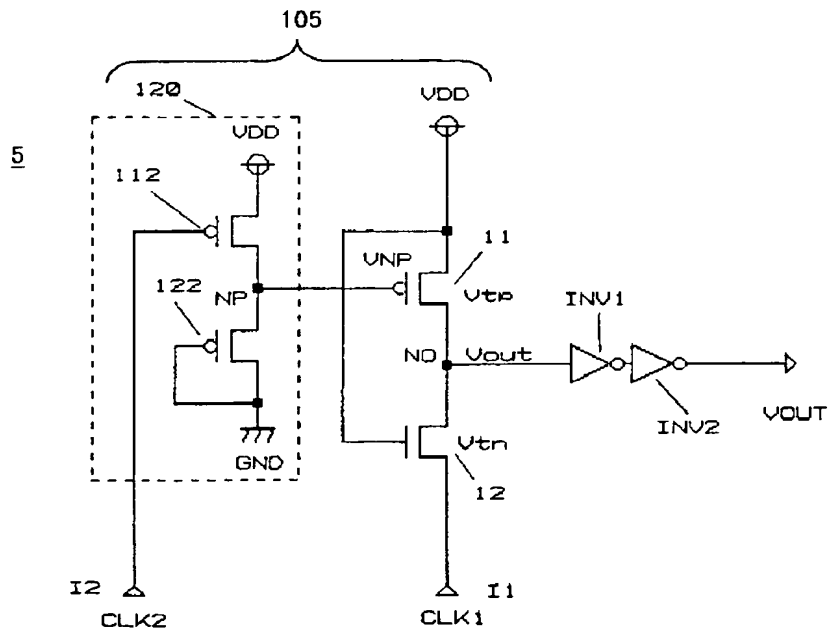 105
120
VDD
VDD
5
112
11
VNP
Vtp
122
NP
INV1
NO
Vout
VOUT
INV2
Vtn
GND
12
I2
I1
CLK2
CLK1